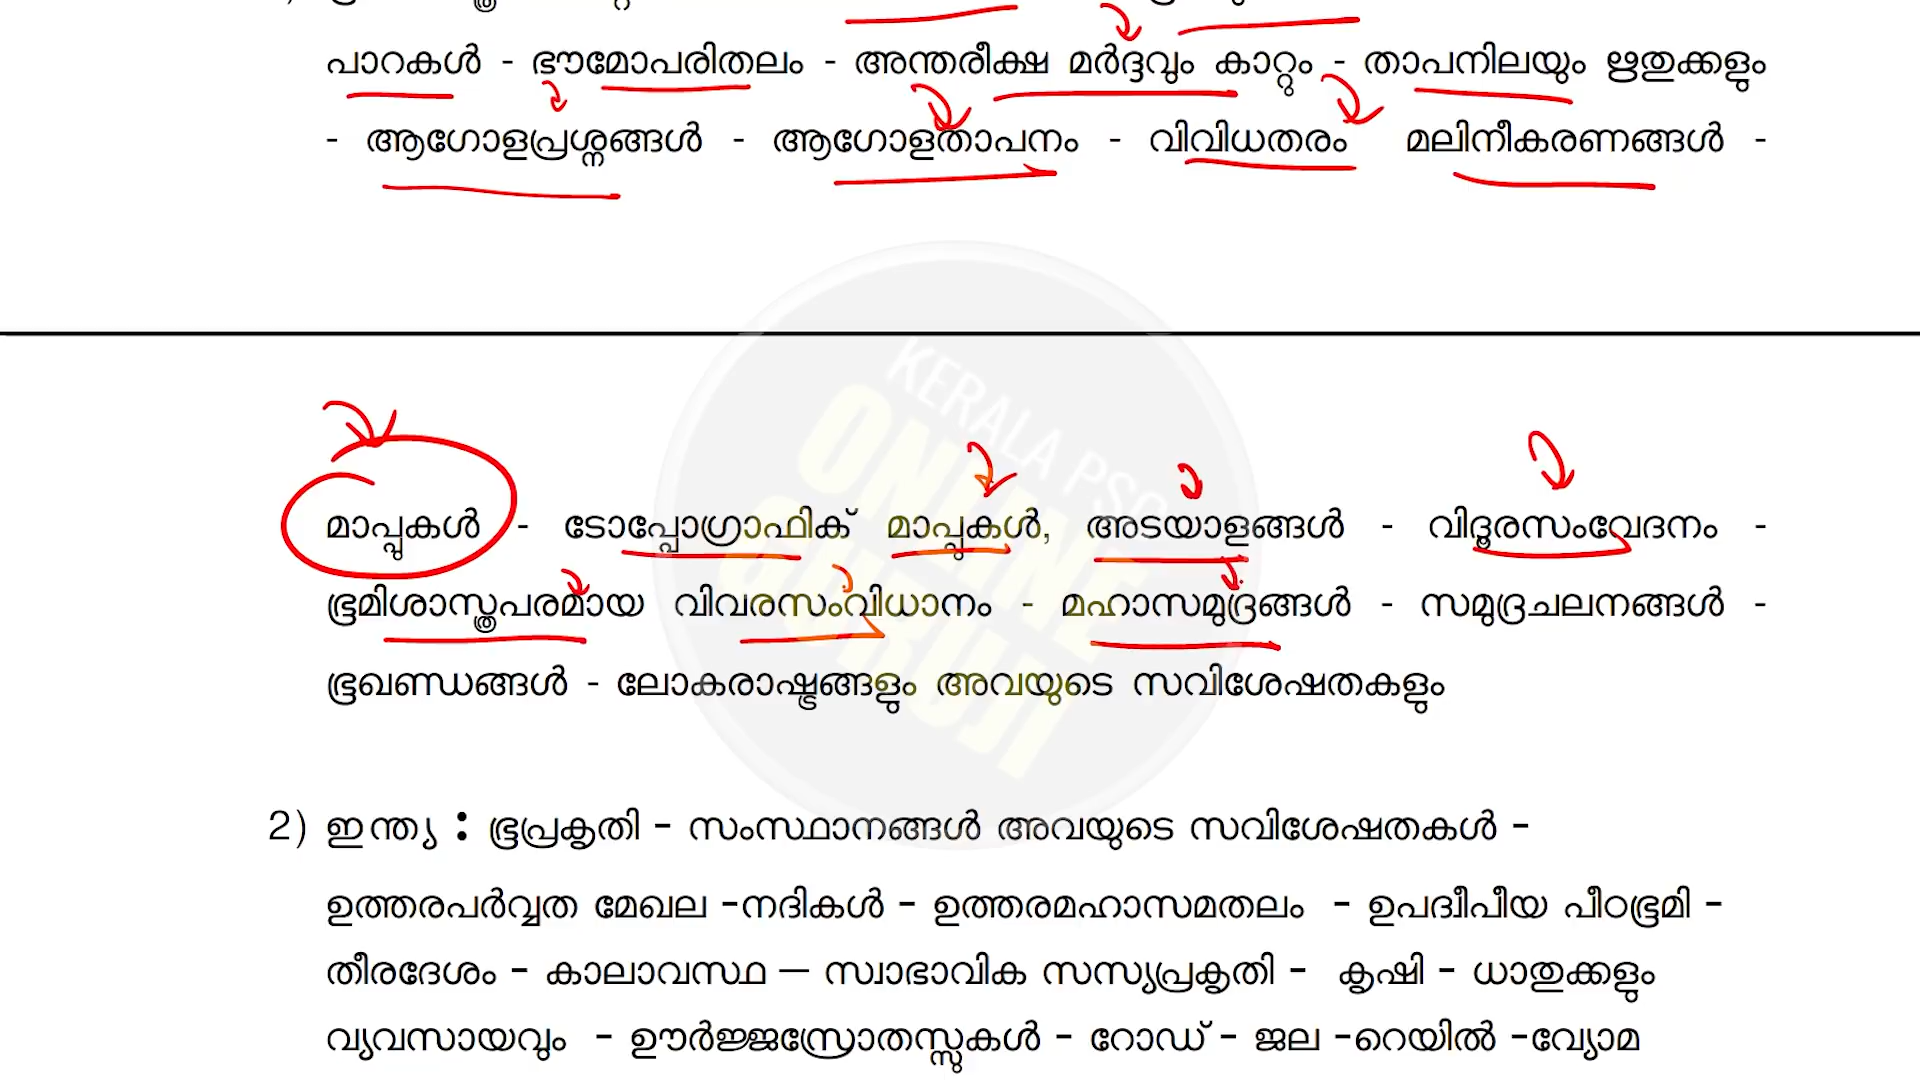 പാറകൾ - ഭൗമോപരിതലം - അന്തരീക്ഷ മർദ്ദവും കാറ്റും - താപനിലയും ഋതുക്കളും
- ആഗോളപ്രശ്നങ്ങൾ - ആഗോളതാപനം - വിവിധതരം മലിനീകരണങ്ങൾ -
KERALA PSC
ONLINE
GURUJI
മാപ്പുകൾ - ടോപ്പോഗ്രാഫിക് മാപ്പുകൾ, അടയാളങ്ങൾ - വിദൂരസംവേദനം -
ഭൂമിശാസ്ത്രപരമായ വിവരസംവിധാനം - മഹാസമുദ്രങ്ങൾ - സമുദ്രചലനങ്ങൾ -
ഭൂഖണ്ഡങ്ങൾ - ലോകരാഷ്ട്രങ്ങളും അവയുടെ സവിശേഷതകളും
2) ഇന്ത്യ : ഭൂപ്രകൃതി - സംസ്ഥാനങ്ങൾ അവയുടെ സവിശേഷതകൾ -
ഉത്തരപർവ്വത മേഖല -നദികൾ - ഉത്തരമഹാസമതലം - ഉപദ്വീപീയ പീഠഭൂമി -
തീരദേശം - കാലാവസ്ഥ — സ്വാഭാവിക സസ്യപ്രകൃതി - കൃഷി - ധാതുക്കളും
വ്യവസായവും - ഊർജ്ജസ്രോതസ്സുകൾ - റോഡ് - ജല -റെയിൽ -വ്യോമ